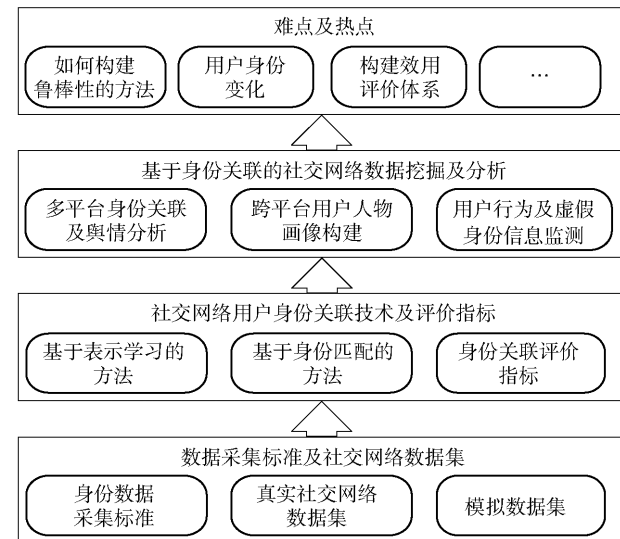 难点及热点
如何构建
鲁棒性的方法
用户身份
变化
构建效用
评价体系
…
基于身份关联的社交网络数据挖掘及分析
多平台身份关联
及舆情分析
跨平台用户人物
画像构建
用户行为及虚假
身份信息监测
社交网络用户身份关联技术及评价指标
基于表示学习的
方法
基于身份匹配的
方法
身份关联评价
指标
数据采集标准及社交网络数据集
身份数据
采集标准
真实社交网络
数据集
模拟数据集